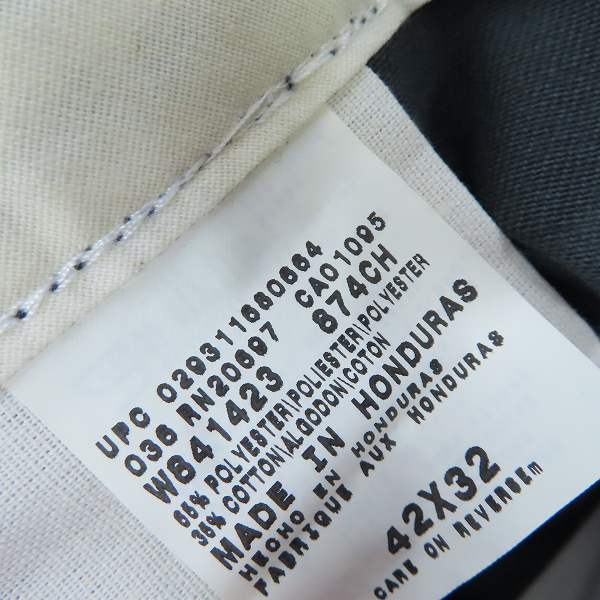 UPC 029311680664
036 RN20697 CA01095
W841423 874CH
65% POLYESTER\POLIESTER\POLYESTER
35% COTTON\ALGODON\COTON
MADE IN HONDURAS
HECHO EN HONDURAS
FABRIQUE AUX HONDURAS
42X32
CARE ON REVERSE